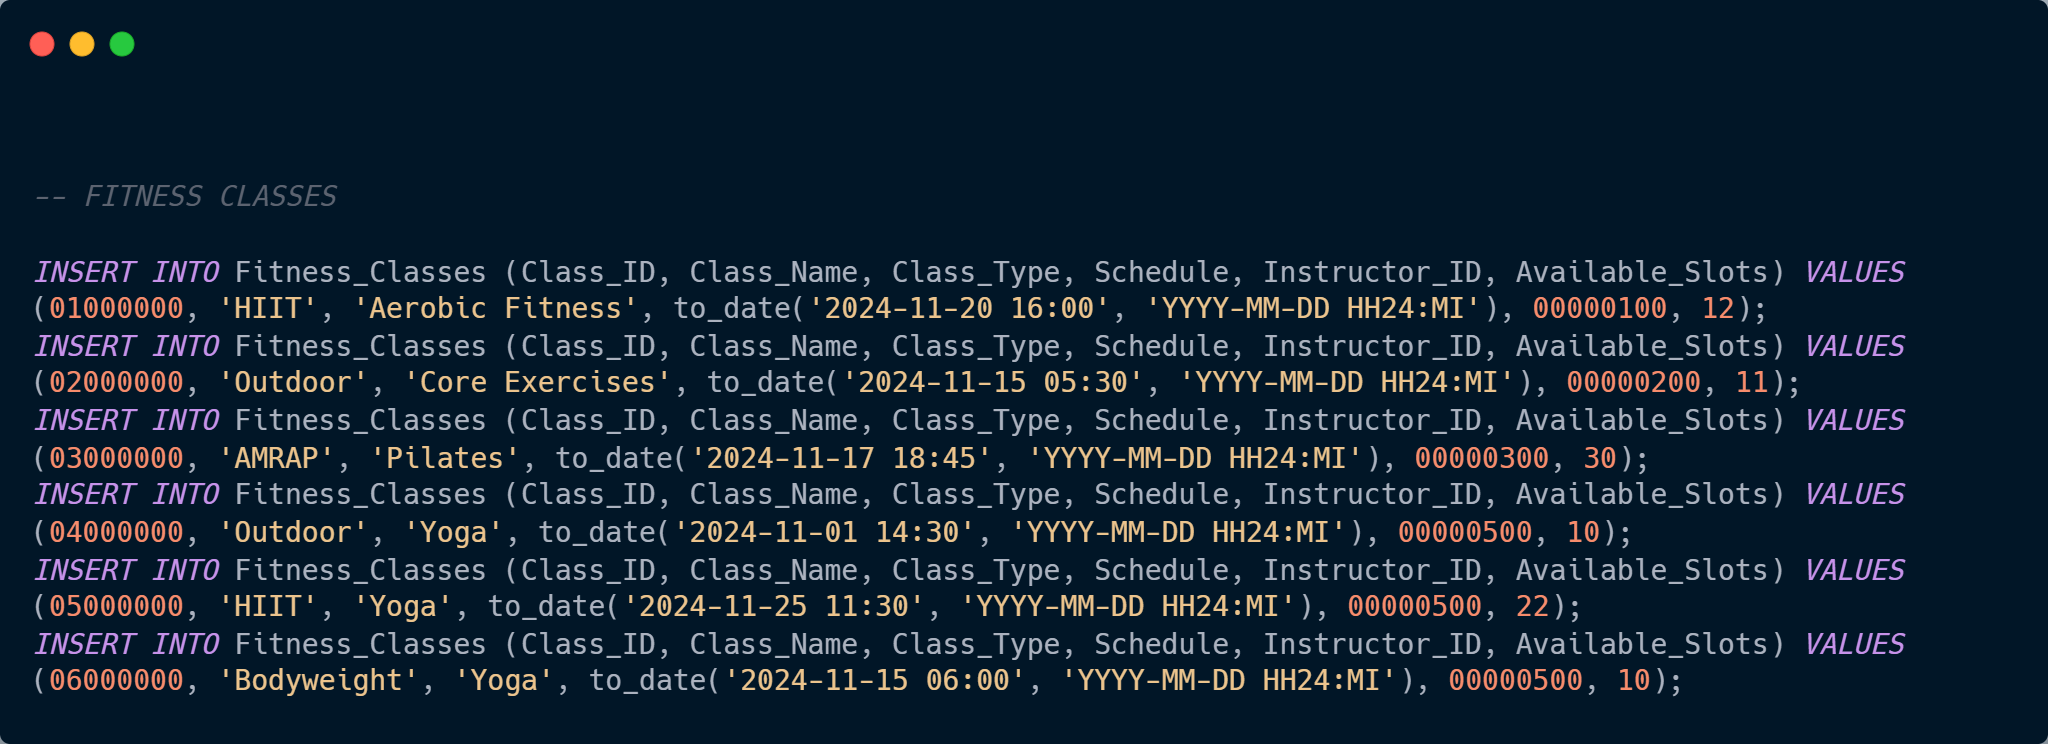 -- FITNESS CLASSES
INSERT INTO Fitness_Classes (Class_ID, Class_Name, Class_Type, Schedule, Instructor_ID, Available_Slots) VALUES
(01000000, 'HIIT', 'Aerobic Fitness', to_date('2024-11-20 16:00', 'YYYY-MM-DD HH24:MI'), 00000100, 12);
INSERT INTO Fitness_Classes (Class_ID, Class_Name, Class_Type, Schedule, Instructor_ID, Available_Slots) VALUES
(02000000, 'Outdoor', 'Core Exercises', to_date('2024-11-15 05:30', 'YYYY-MM-DD HH24:MI'), 00000200, 11);
INSERT INTO Fitness_Classes (Class_ID, Class_Name, Class_Type, Schedule, Instructor_ID, Available_Slots) VALUES
(03000000, 'AMRAP', 'Pilates', to_date('2024-11-17 18:45', 'YYYY-MM-DD HH24:MI'), 00000300, 30);
INSERT INTO Fitness_Classes (Class_ID, Class_Name, Class_Type, Schedule, Instructor_ID, Available_Slots) VALUES
(04000000, 'Outdoor', 'Yoga', to_date('2024-11-01 14:30', 'YYYY-MM-DD HH24:MI'), 00000500, 10);
INSERT INTO Fitness_Classes (Class_ID, Class_Name, Class_Type, Schedule, Instructor_ID, Available_Slots) VALUES
(05000000, 'HIIT', 'Yoga', to_date('2024-11-25 11:30', 'YYYY-MM-DD HH24:MI'), 00000500, 22);
INSERT INTO Fitness_Classes (Class_ID, Class_Name, Class_Type, Schedule, Instructor_ID, Available_Slots) VALUES
(06000000, 'Bodyweight', 'Yoga', to_date('2024-11-15 06:00', 'YYYY-MM-DD HH24:MI'), 00000500, 10);